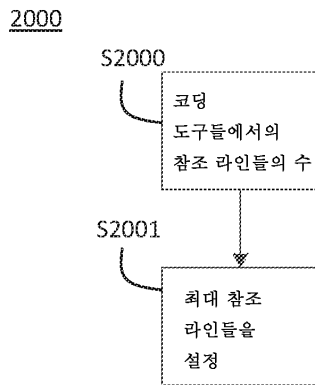 2000
S2000
코딩
도구들에서의
참조 라인들의 수
S2001
최대 참조
라인들을
설정